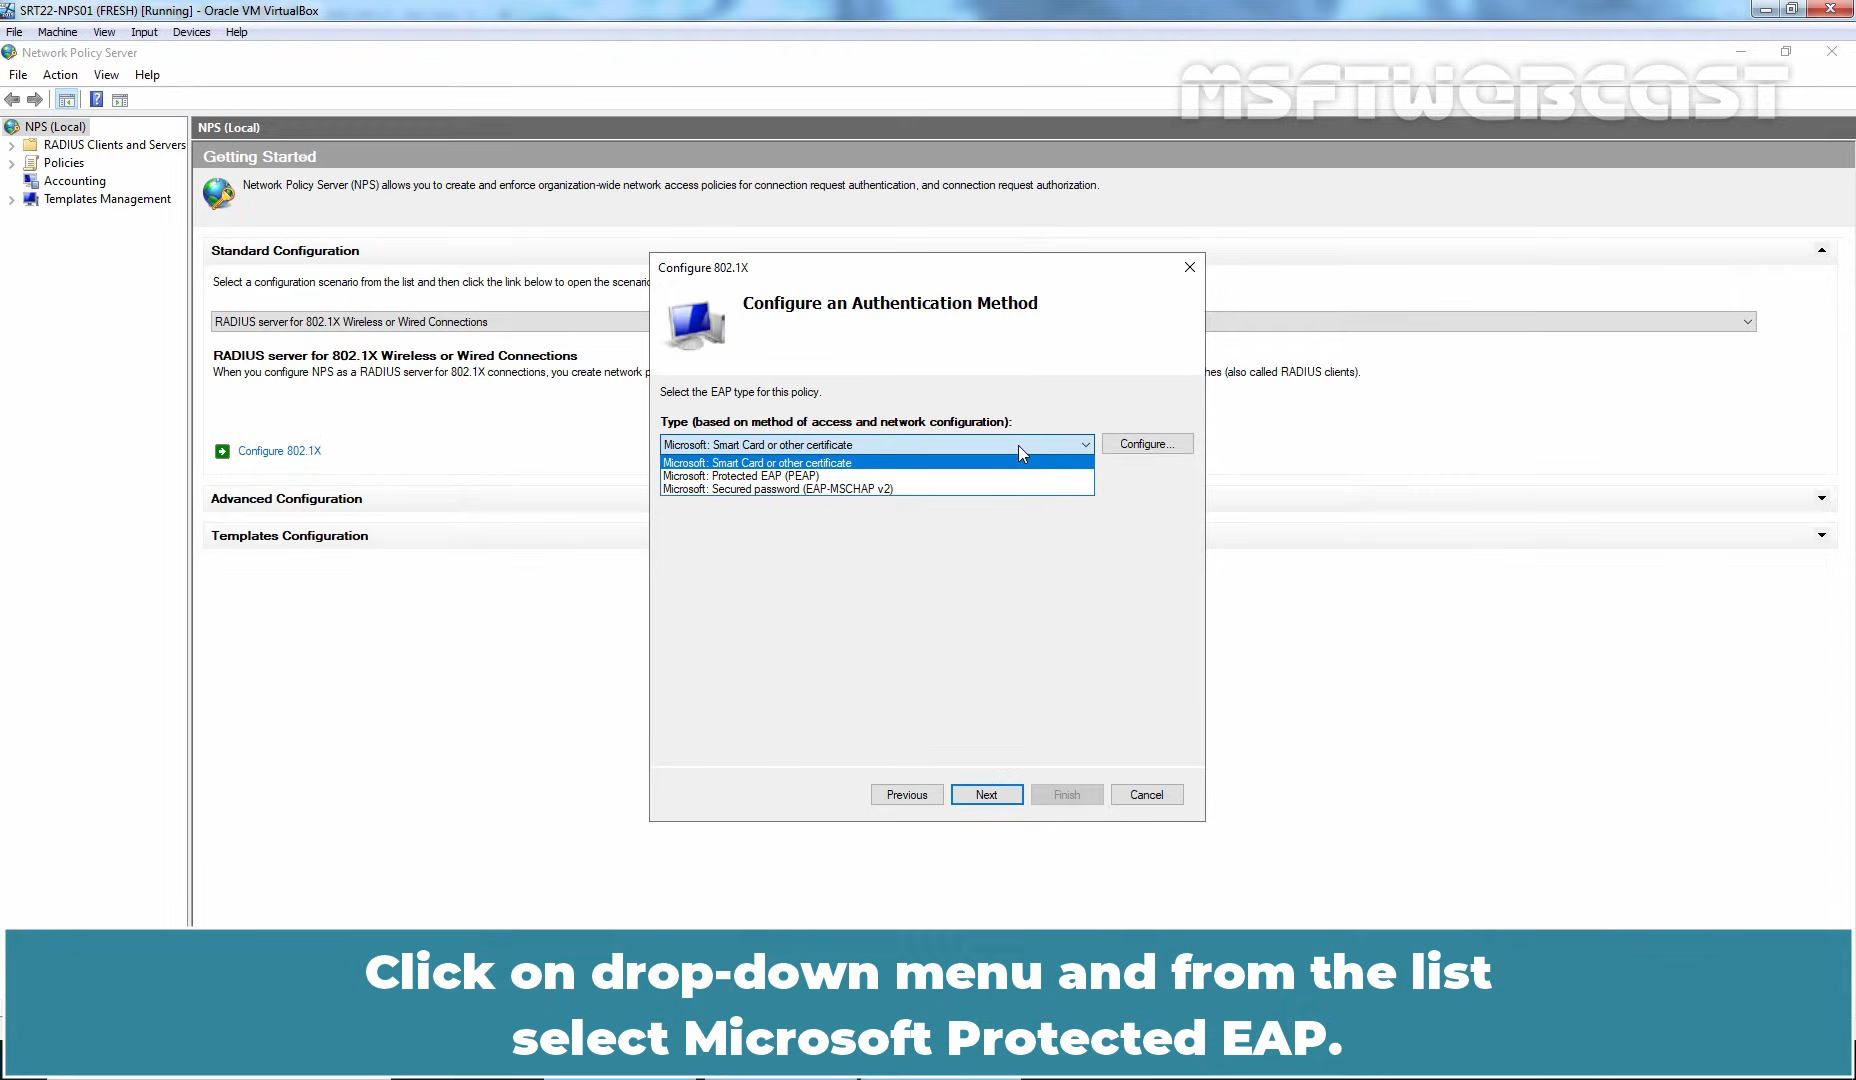 SRT22-NPS01 (FRESH) [Running] - Oracle VM VirtualBox
File Machine View Input Devices Help
Network Policy Server
File Action View Help
MSFTWEBCAST
NPS (Local)
RADIUS Clients and Servers
Policies
Accounting
Templates Management
NPS (Local)
Getting Started
Network Policy Server (NPS) allows you to create and enforce organization-wide network access policies for connection request authentication, and connection request authorization.
Standard Configuration
Select a configuration scenario from the list and then click the link below to open the scenario
RADIUS server for 802.1X Wireless or Wired Connections
RADIUS server for 802.1X Wireless or Wired Connections
When you configure NPS as a RADIUS server for 802.1X connections, you create network p
hes (also called RADIUS clients).
Configure 802.1X
Advanced Configuration
Templates Configuration
Configure 802.1X
Configure an Authentication Method
Select the EAP type for this policy.
Type (based on method of access and network configuration):
Microsoft: Smart Card or other certificate
Configure...
Microsoft: Smart Card or other certificate
Microsoft: Protected EAP (PEAP)
Microsoft: Secured password (EAP-MSCHAP v2)
Previous Next Finish Cancel
Click on drop-down menu and from the list
select Microsoft Protected EAP.